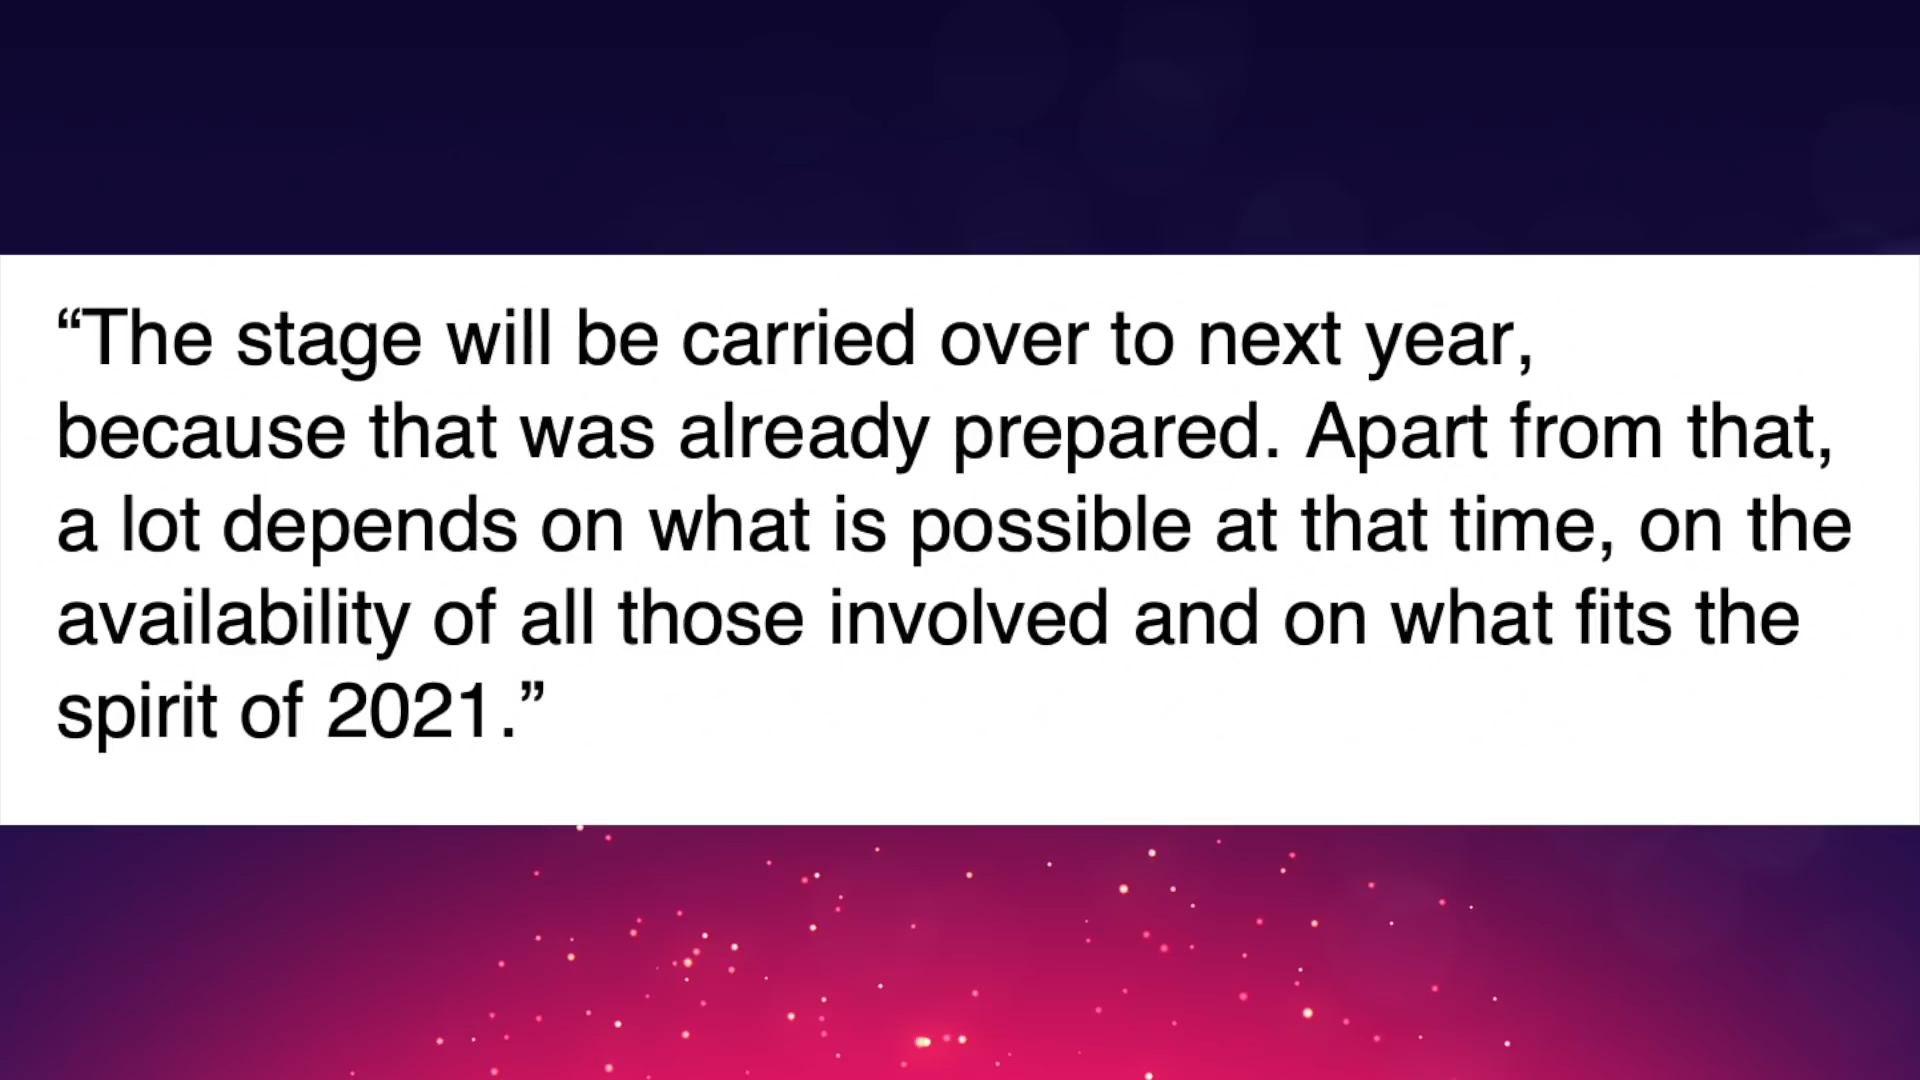 “The stage will be carried over to next year,
because that was already prepared. Apart from that,
a lot depends on what is possible at that time, on the
availability of all those involved and on what fits the
spirit of 2021.”